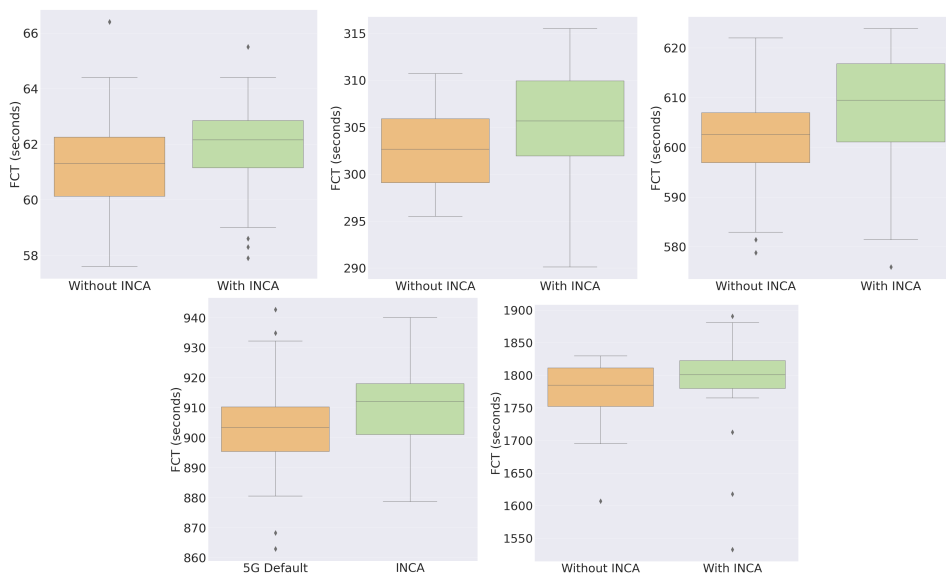 FCT (seconds)
66
64
62
60
58
Without INCA
With INCA
FCT (seconds)
315
310
305
300
295
290
Without INCA
With INCA
FCT (seconds)
620
610
600
590
580
Without INCA
With INCA
FCT (seconds)
940
930
920
910
900
890
880
870
860
5G Default
INCA
FCT (seconds)
1900
1850
1800
1750
1700
1650
1600
1550
Without INCA
With INCA